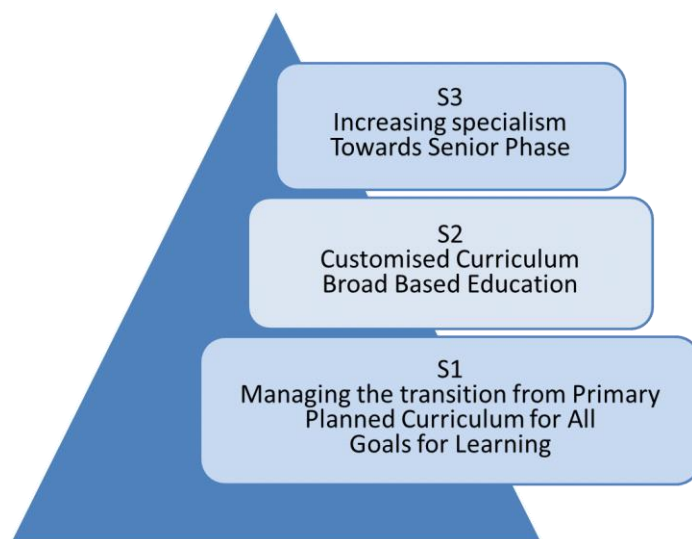 S3
Increasing specialism
Towards Senior Phase
S2
Customised Curriculum
Broad Based Education
S1
Managing the transition from Primary
Planned Curriculum for All
Goals for Learning